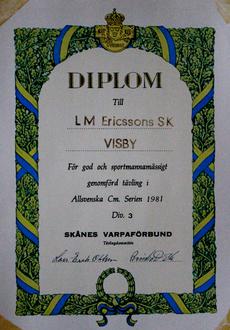 DIPLOM
Till
LM Ericssons SK
VISBY
För god och sportmannamässigt
genomförd tävling i
Allsvenska Cm. Serien 1981
Div. 3
SKÅNES VARPAFÖRBUND
Tävlingskommittén